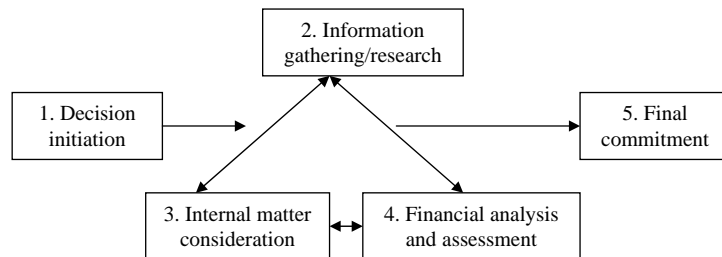 2. Information
gathering/research
1. Decision
initiation
5. Final
commitment
3. Internal matter
consideration
4. Financial analysis
and assessment